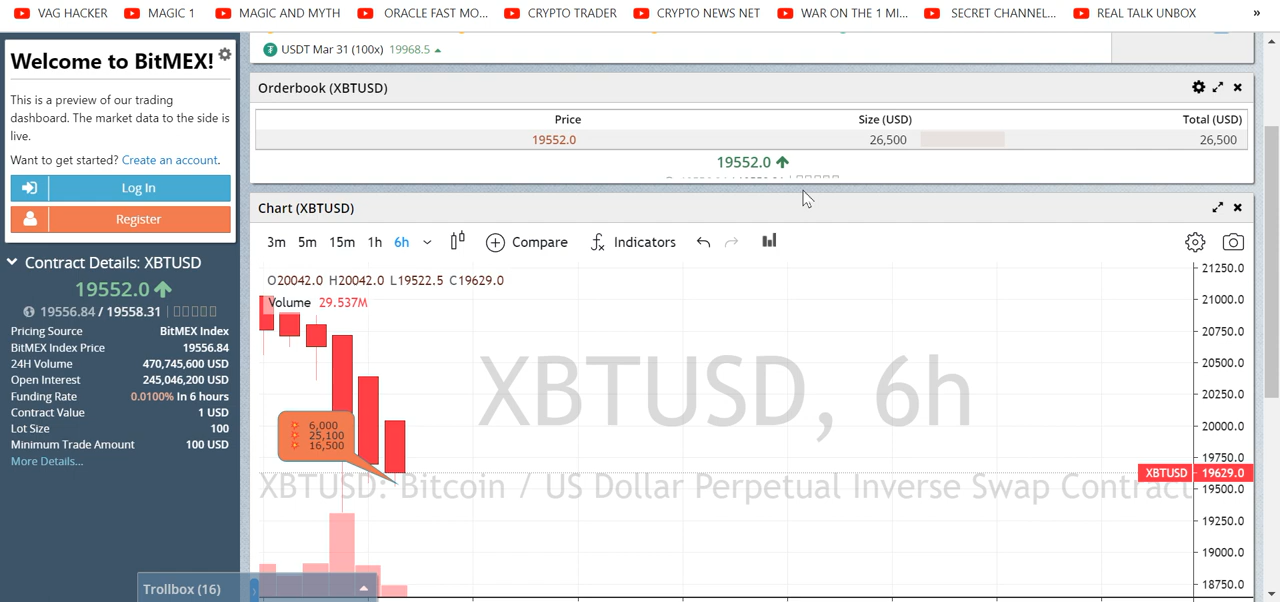 VAG HACKER MAGIC 1 MAGIC AND MYTH ORACLE FAST MO... CRYPTO TRADER CRYPTO NEWS NET WAR ON THE 1 MI... SECRET CHANNEL... REAL TALK UNBOX »
USDT Mar 31 (100x) 19968.5
Welcome to BitMEX!
This is a preview of our trading
dashboard. The market data to the side is
live.
Want to get started? Create an account.
Log In
Register
Contract Details: XBTUSD
19552.0
19556.84 / 19558.31
Pricing Source BitMEX Index
BitMEX Index Price 19556.84
24H Volume 470,745,600 USD
Open Interest 245,046,200 USD
Funding Rate 0.0100% In 6 hours
Contract Value 1 USD
Lot Size 100
Minimum Trade Amount 100 USD
More Details...
Orderbook (XBTUSD)
Price Size (USD) Total (USD)
19552.0 26,500 26,500
19552.0
Chart (XBTUSD)
3m 5m 15m 1h 6h Compare Indicators
O20042.0 H20042.0 L19522.5 C19629.0
Volume 29.537M
XBTUSD, 6h
XBTUSD: Bitcoin / US Dollar Perpetual Inverse Swap Contract
6,000
25,100
16,500
21250.0
21000.0
20750.0
20500.0
20250.0
20000.0
19750.0
XBTUSD 19629.0
19500.0
19250.0
19000.0
18750.0
Trollbox (16)